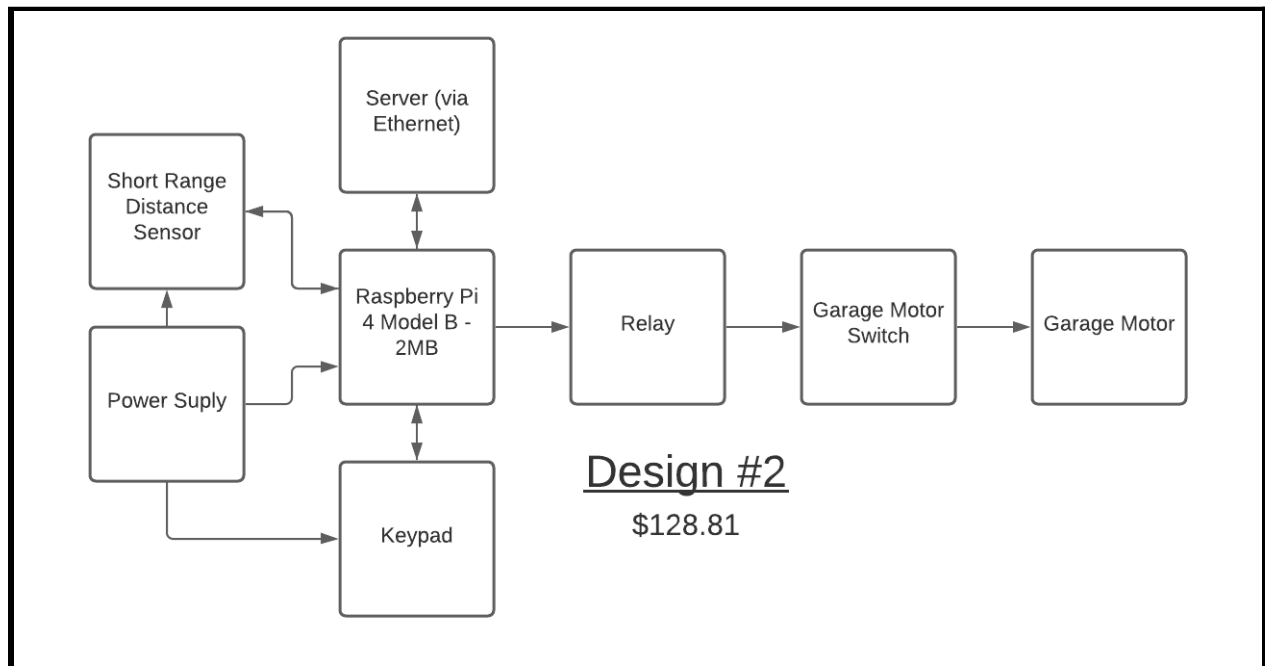 Server (via
Ethernet)
Short Range
Distance
Sensor
Raspberry Pi
4 Model B -
2MB
Relay
Garage Motor
Switch
Garage Motor
Power Suply
Keypad
Design #2
$128.81